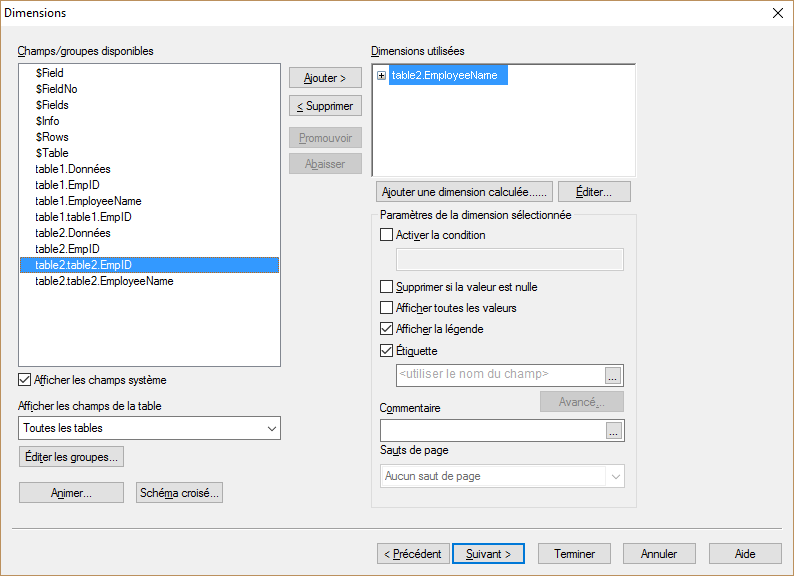 Dimensions
Champs/groupes disponibles
$Field
$FieldNo
$Fields
$Info
$Rows
$Table
table1.Données
table1.EmpID
table1.EmployeeName
table1.table1.EmpID
table2.Données
table2.EmpID
table2.table2.EmpID
table2.table2.EmployeeName
Afficher les champs système
Afficher les champs de la table
Toutes les tables
Éditer les groupes...
Animer...
Schéma croisé...
Ajouter >
< Supprimer
Promouvoir
Abaisser
Dimensions utilisées
table2.EmployeeName
Ajouter une dimension calculée......
Éditer...
Paramètres de la dimension sélectionnée
Activer la condition
Supprimer si la valeur est nulle
Afficher toutes les valeurs
Afficher la légende
Étiquette
<utiliser le nom du champ>
...
Avancé...
Commentaire
...
Sauts de page
Aucun saut de page
< Précédent
Suivant >
Terminer
Annuler
Aide